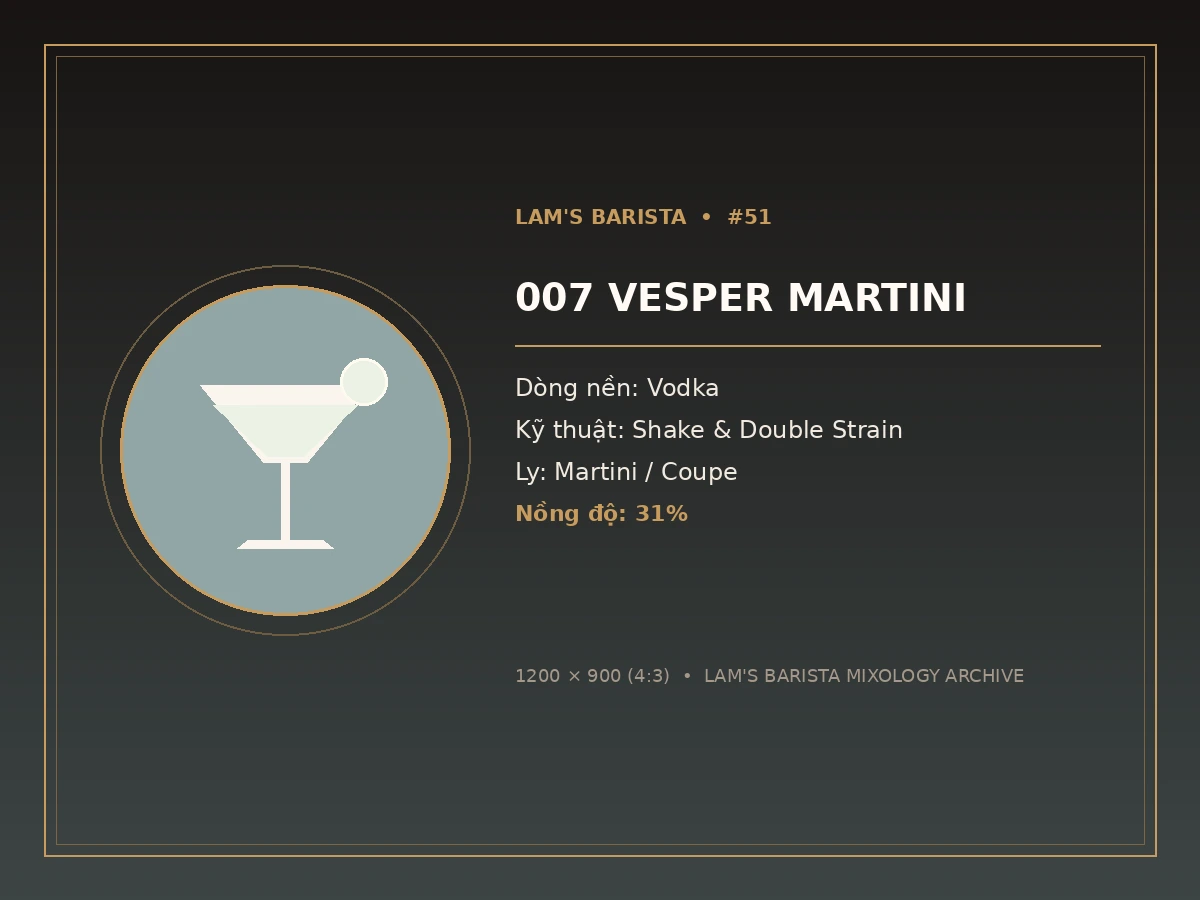 LAM'S BARISTA • #51
007 VESPER MARTINI
Dòng nền: Vodka
Kỹ thuật: Shake & Double Strain
Ly: Martini / Coupe
Nồng độ: 31%
1200 × 900 (4:3) • LAM'S BARISTA MIXOLOGY ARCHIVE